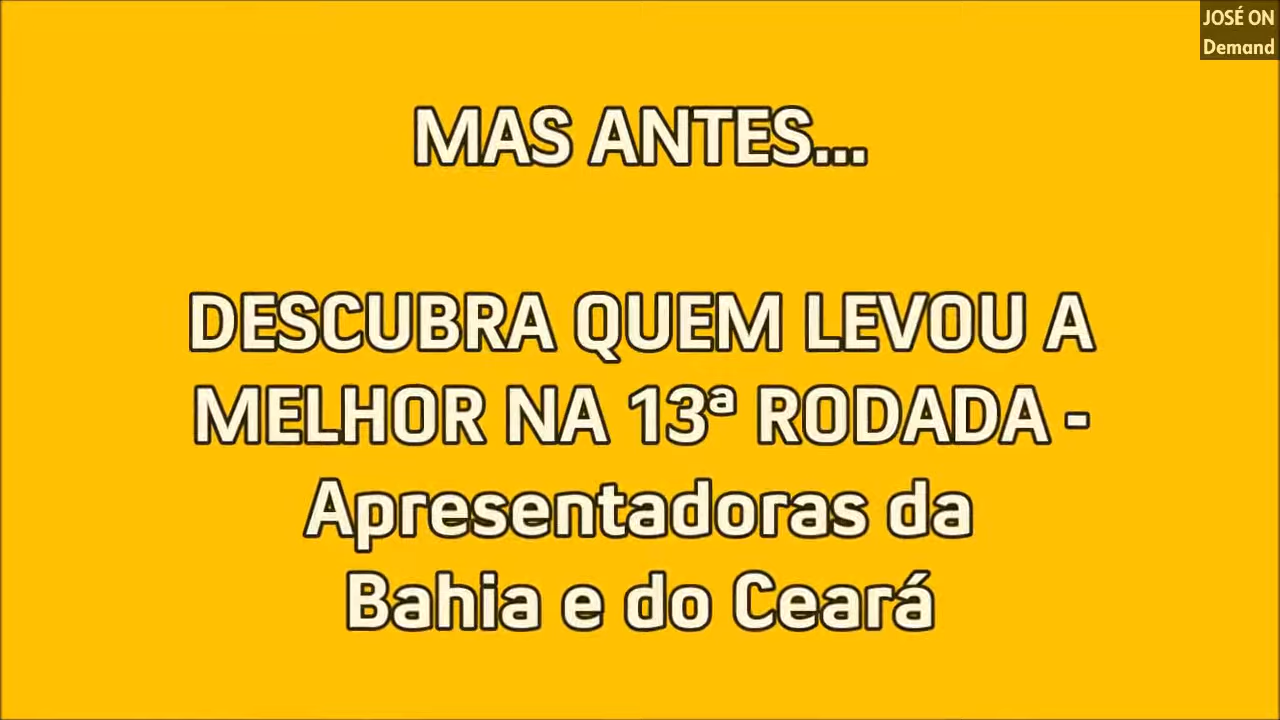 JOSÉ ON
Demand
MAS ANTES...
DESCUBRA QUEM LEVOU A
MELHOR NA 13ª RODADA -
Apresentadoras da
Bahia e do Ceará